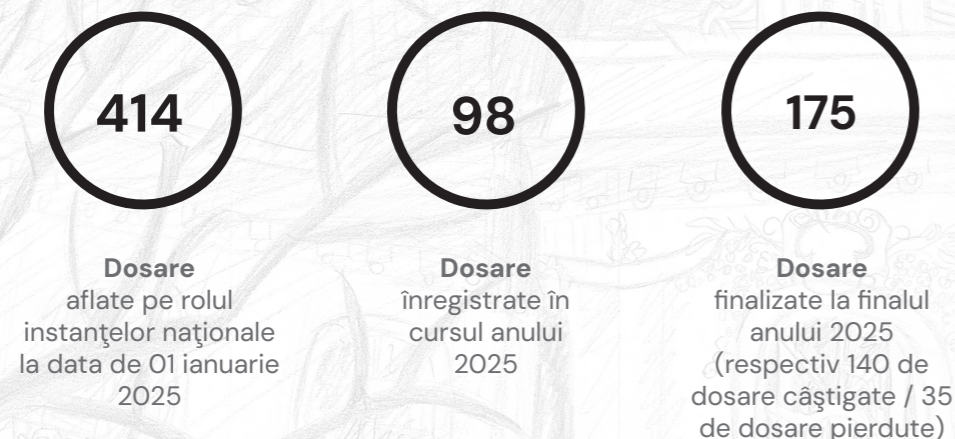 414
Dosare
aflate pe rolul
instanţelor naţionale
la data de 01 ianuarie
2025
98
Dosare
înregistrate în
cursul anului
2025
175
Dosare
finalizate la finalul
anului 2025
(respectiv 140 de
dosare câştigate / 35
de dosare pierdute)